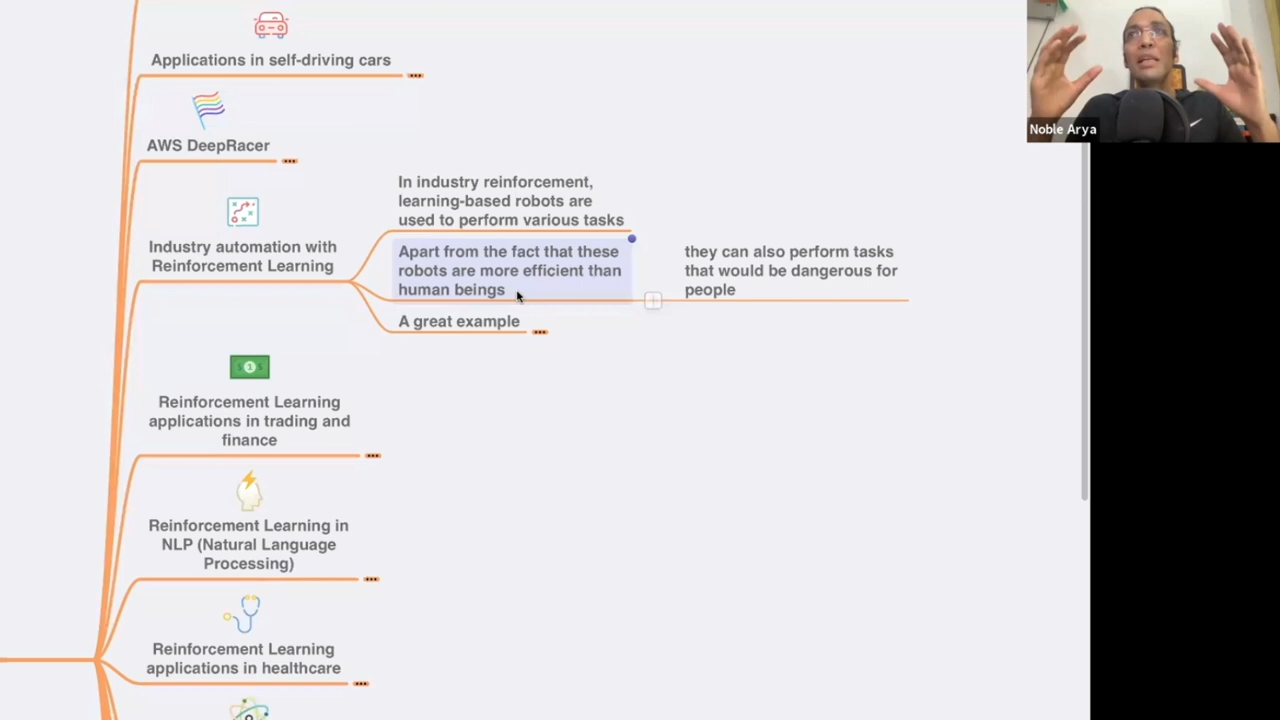 Applications in self-driving cars
AWS DeepRacer
Industry automation with
Reinforcement Learning
In industry reinforcement,
learning-based robots are
used to perform various tasks
Apart from the fact that these
robots are more efficient than
human beings
they can also perform tasks
that would be dangerous for
people
A great example
Reinforcement Learning
applications in trading and
finance
Reinforcement Learning in
NLP (Natural Language
Processing)
Reinforcement Learning
applications in healthcare
Noble Arya